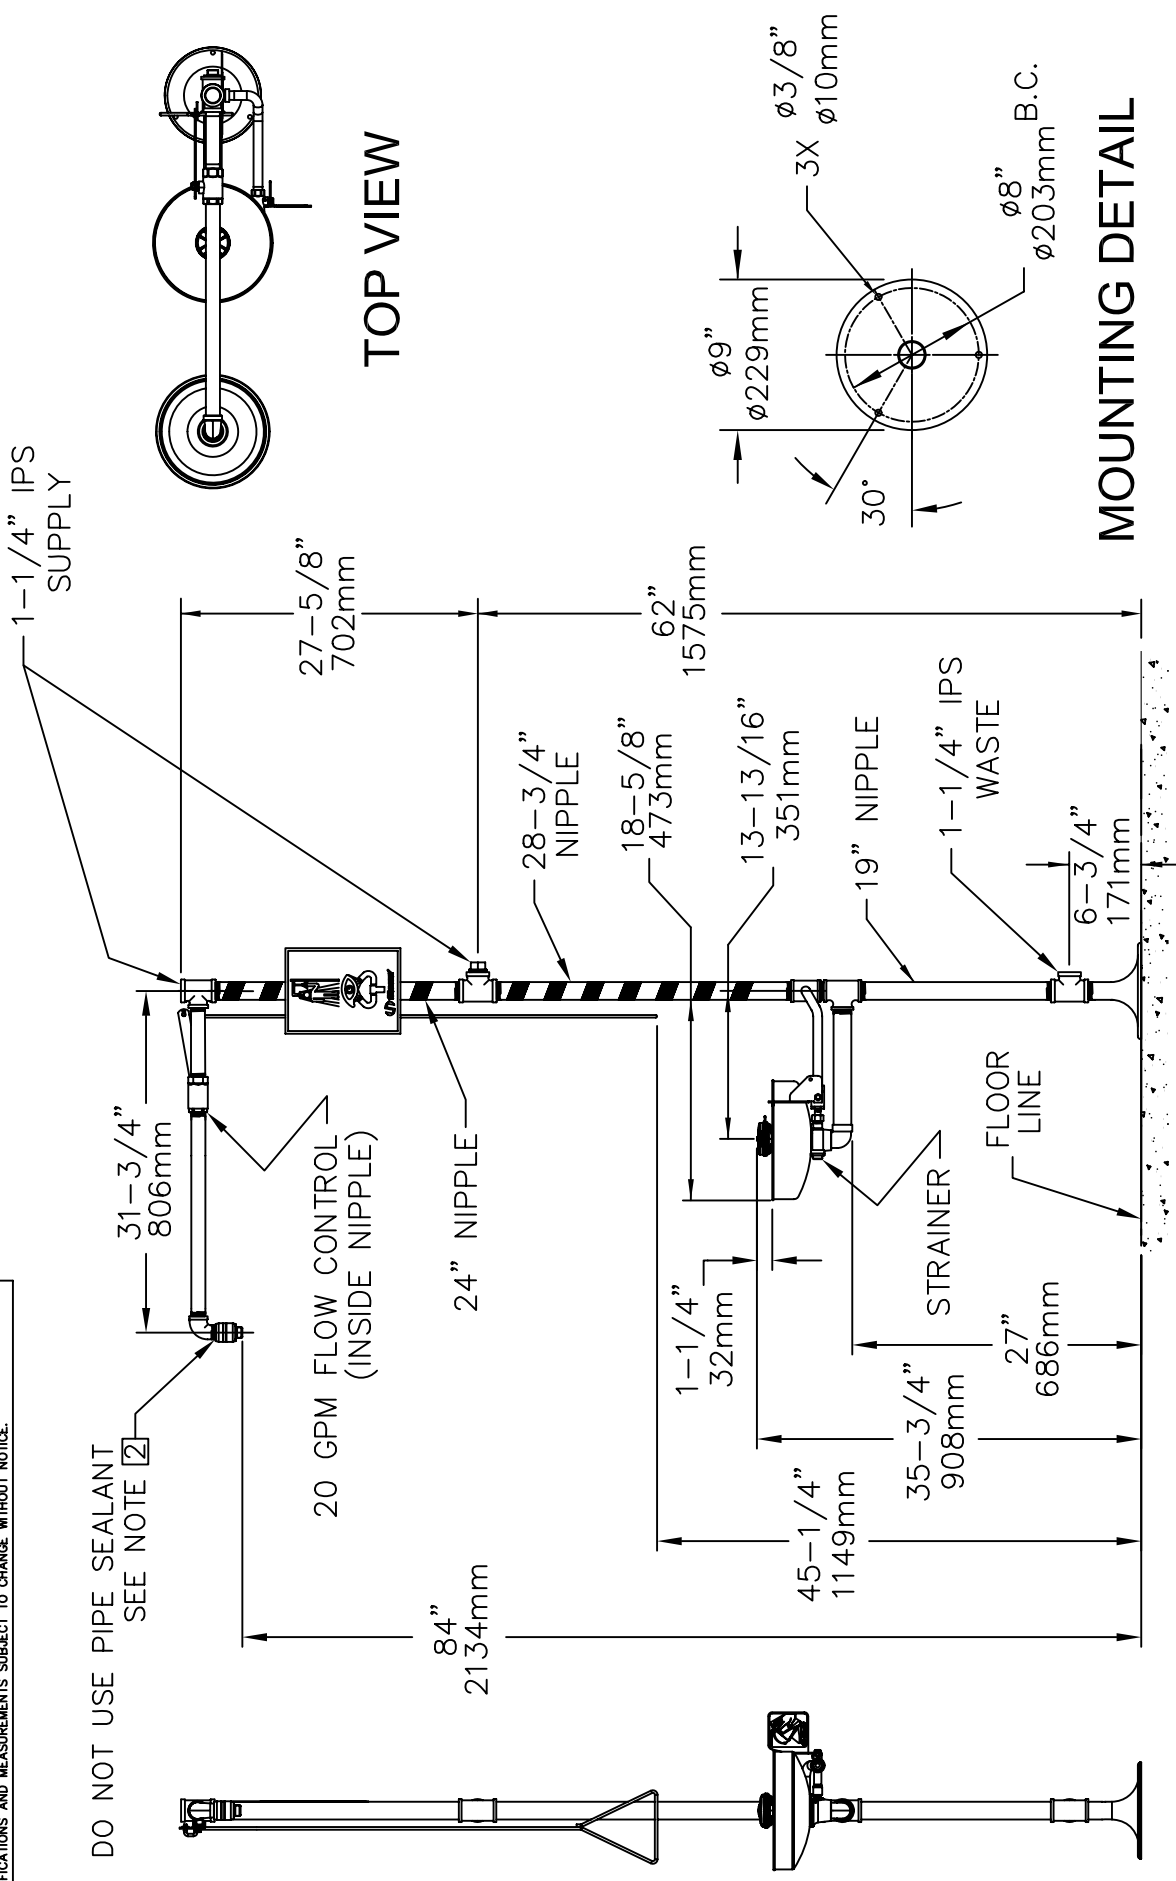 FICATIONS AND MEASUREMENTS SUBJECT TO CHANGE WITHOUT NOTICE.
DO NOT USE PIPE SEALANT
SEE NOTE 2
31-3/4"
806mm
1-1/4" IPS
SUPPLY
20 GPM FLOW CONTROL
(INSIDE NIPPLE)
24" NIPPLE
27-5/8"
702mm
TOP VIEW
84"
2134mm
45-1/4"
1149mm
35-3/4"
908mm
27"
686mm
1-1/4"
32mm
STRAINER
FLOOR
LINE
28-3/4"
NIPPLE
18-5/8"
473mm
13-13/16"
351mm
19" NIPPLE
1-1/4" IPS
WASTE
6-3/4"
171mm
62"
1575mm
30°
ø9"
ø229mm
3X ø3/8"
ø10mm
ø8"
ø203mm B.C.
MOUNTING DETAIL